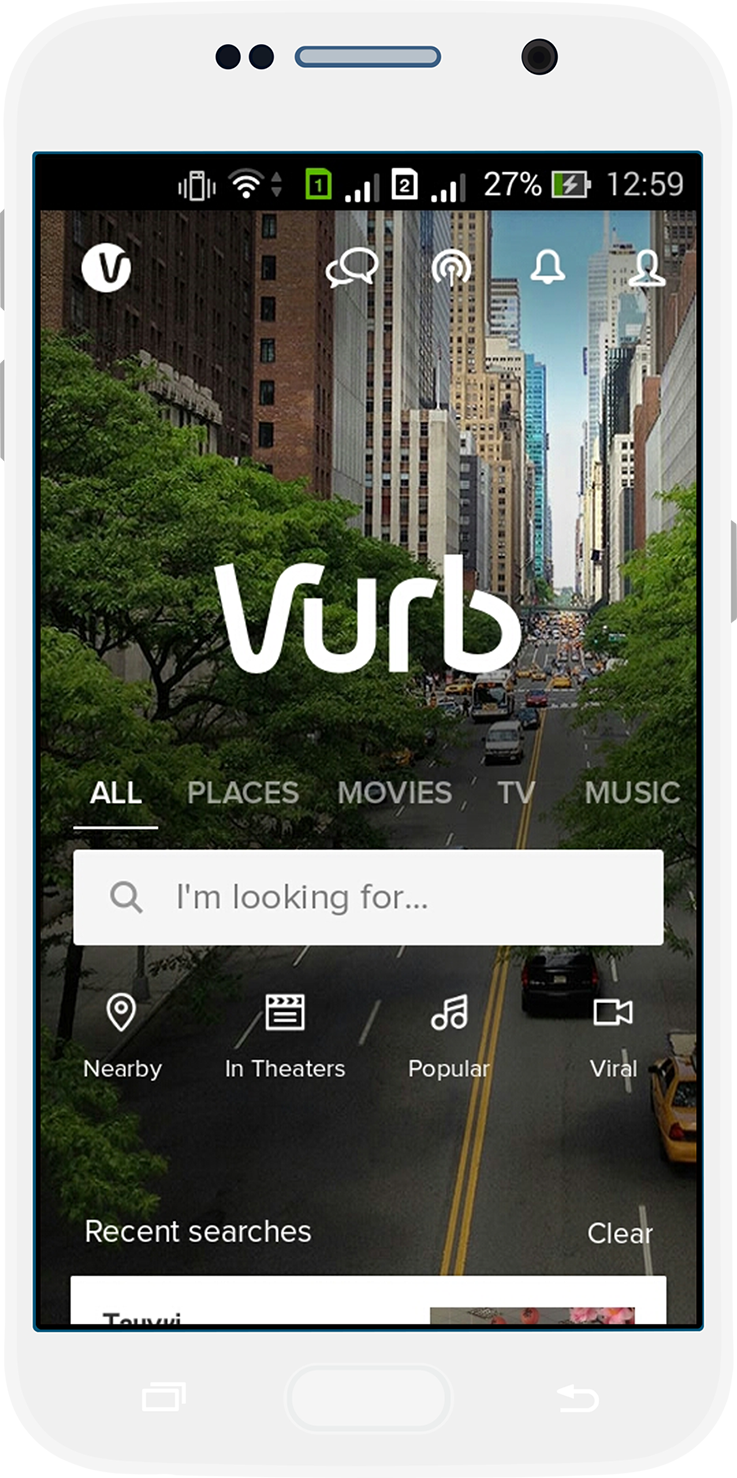 1 2 27% 12:59
V
Vurb
ALL PLACES MOVIES TV MUSIC
I'm looking for...
Nearby In Theaters Popular Viral
Recent searches Clear